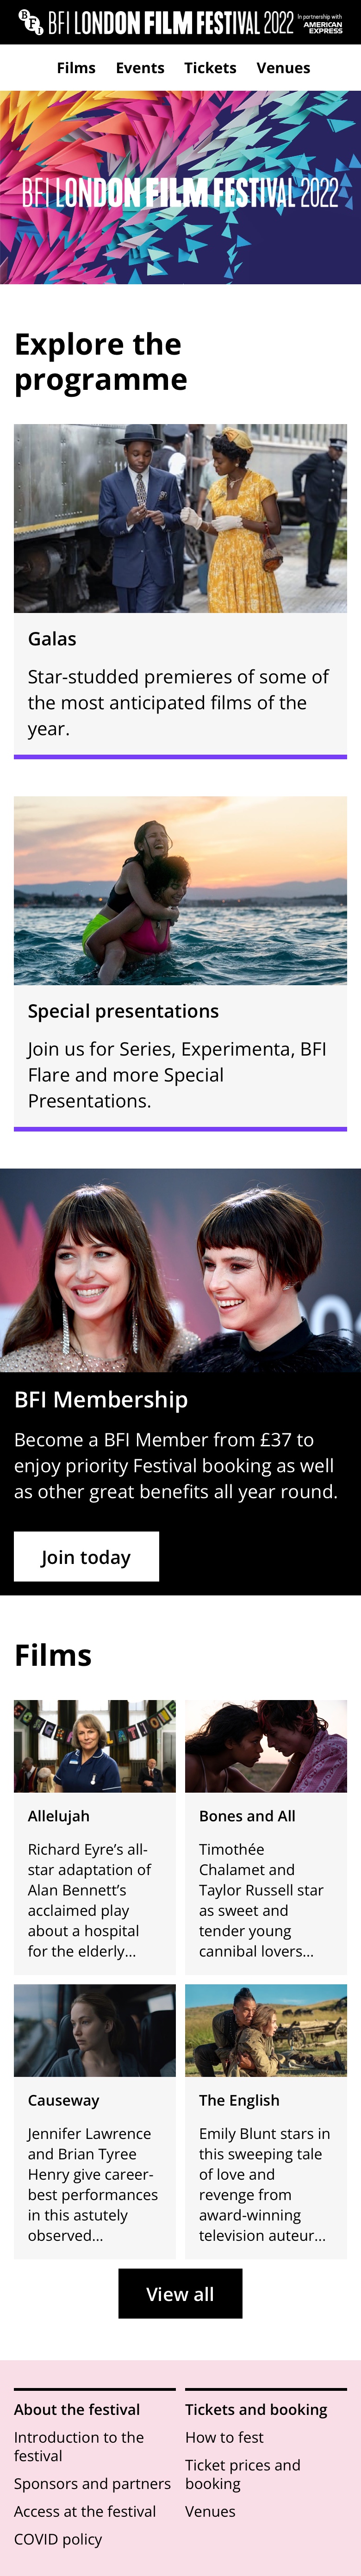 BFI
BFI LONDON FILM FESTIVAL 2022
In partnership with
AMERICAN
EXPRESS
Films Events Tickets Venues
BFI LONDON FILM FESTIVAL 2022
Explore the
programme
Galas
Star-studded premieres of some of
the most anticipated films of the
year.
Special presentations
Join us for Series, Experimenta, BFI
Flare and more Special
Presentations.
BFI Membership
Become a BFI Member from £37 to
enjoy priority Festival booking as well
as other great benefits all year round.
Join today
Films
CONGRATULATIONS
Allelujah
Richard Eyre’s all-
star adaptation of
Alan Bennett’s
acclaimed play
about a hospital
for the elderly...
Bones and All
Timothée
Chalamet and
Taylor Russell star
as sweet and
tender young
cannibal lovers...
Causeway
Jennifer Lawrence
and Brian Tyree
Henry give career-
best performances
in this astutely
observed...
The English
Emily Blunt stars in
this sweeping tale
of love and
revenge from
award-winning
television auteur...
View all
About the festival
Introduction to the
festival
Sponsors and partners
Access at the festival
COVID policy
Tickets and booking
How to fest
Ticket prices and
booking
Venues